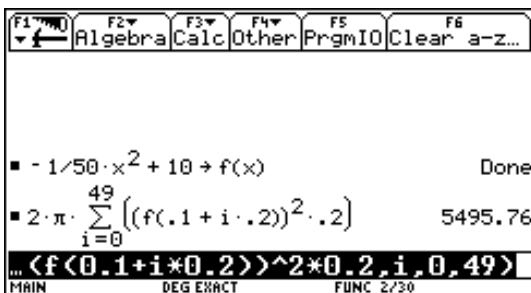 F1 F2 F3 F4 F5 F6
Algebra Calc Other PrgmIO Clear a-z…
▪ -1/50·x² + 10 → f(x) Done
49
▪ 2·π· ∑ ((f(.1 + i·.2))²·.2) 5495.76
i=0
…(f(0.1+i*0.2))^2*0.2,i,0,49)
MAIN DEG EXACT FUNC 2/30